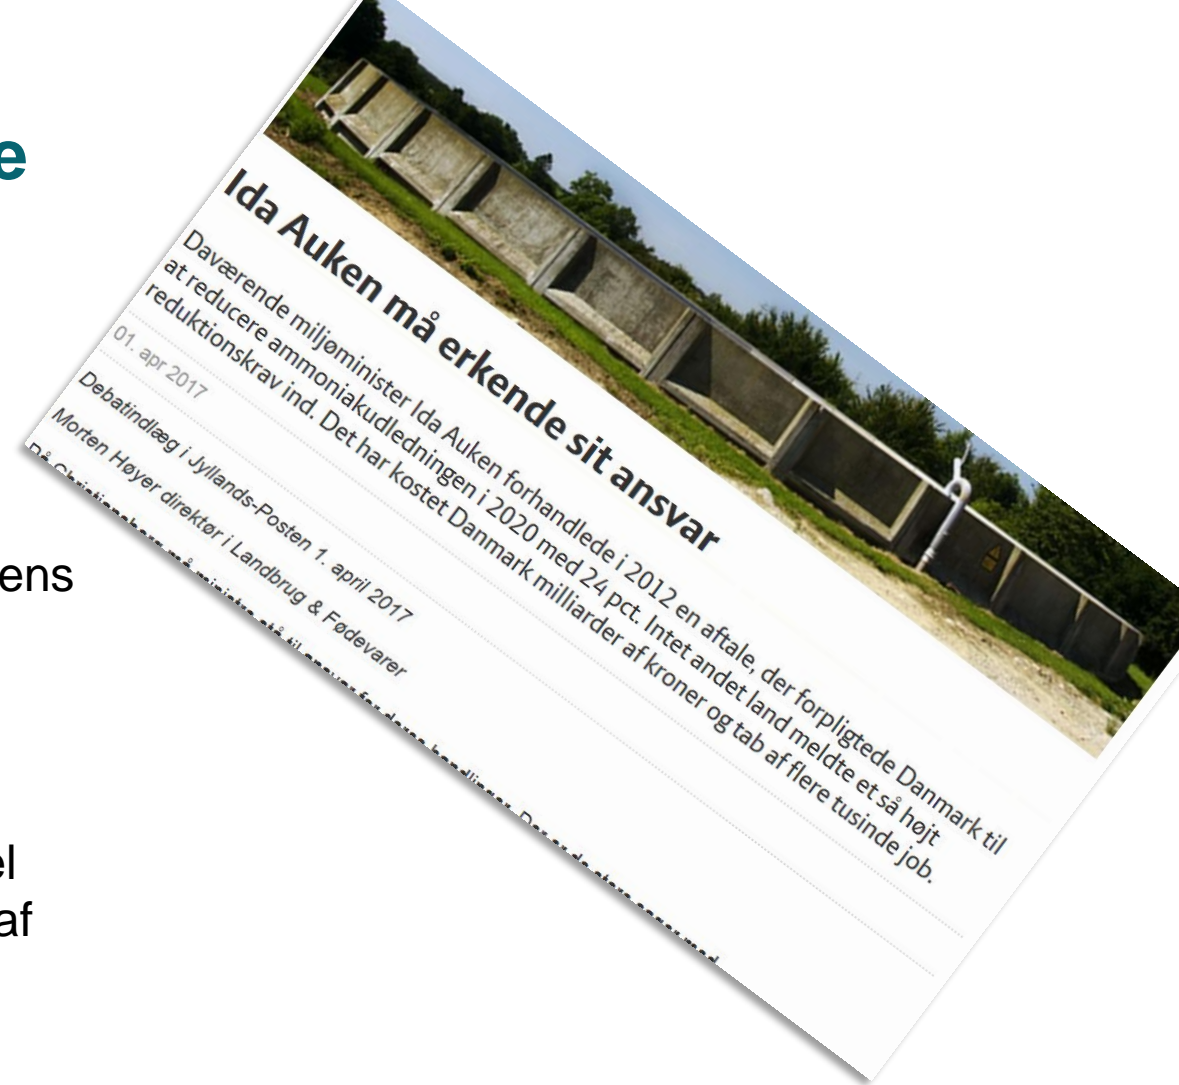 e
ens
el
af
Ida Auken må erkende sit ansvar
Daværende miljøminister Ida Auken forhandlede i 2012 en aftale, der forpligtede Danmark til
at reducere ammoniakudledningen i 2020 med 24 pct. Intet andet land meldte et så højt
reduktionskrav ind. Det har kostet Danmark milliarder af kroner og tab af flere tusinde job.
01. apr 2017
Debatindlæg i Jyllands-Posten 1. april 2017
Morten Høyer direktør i Landbrug & Fødevarer